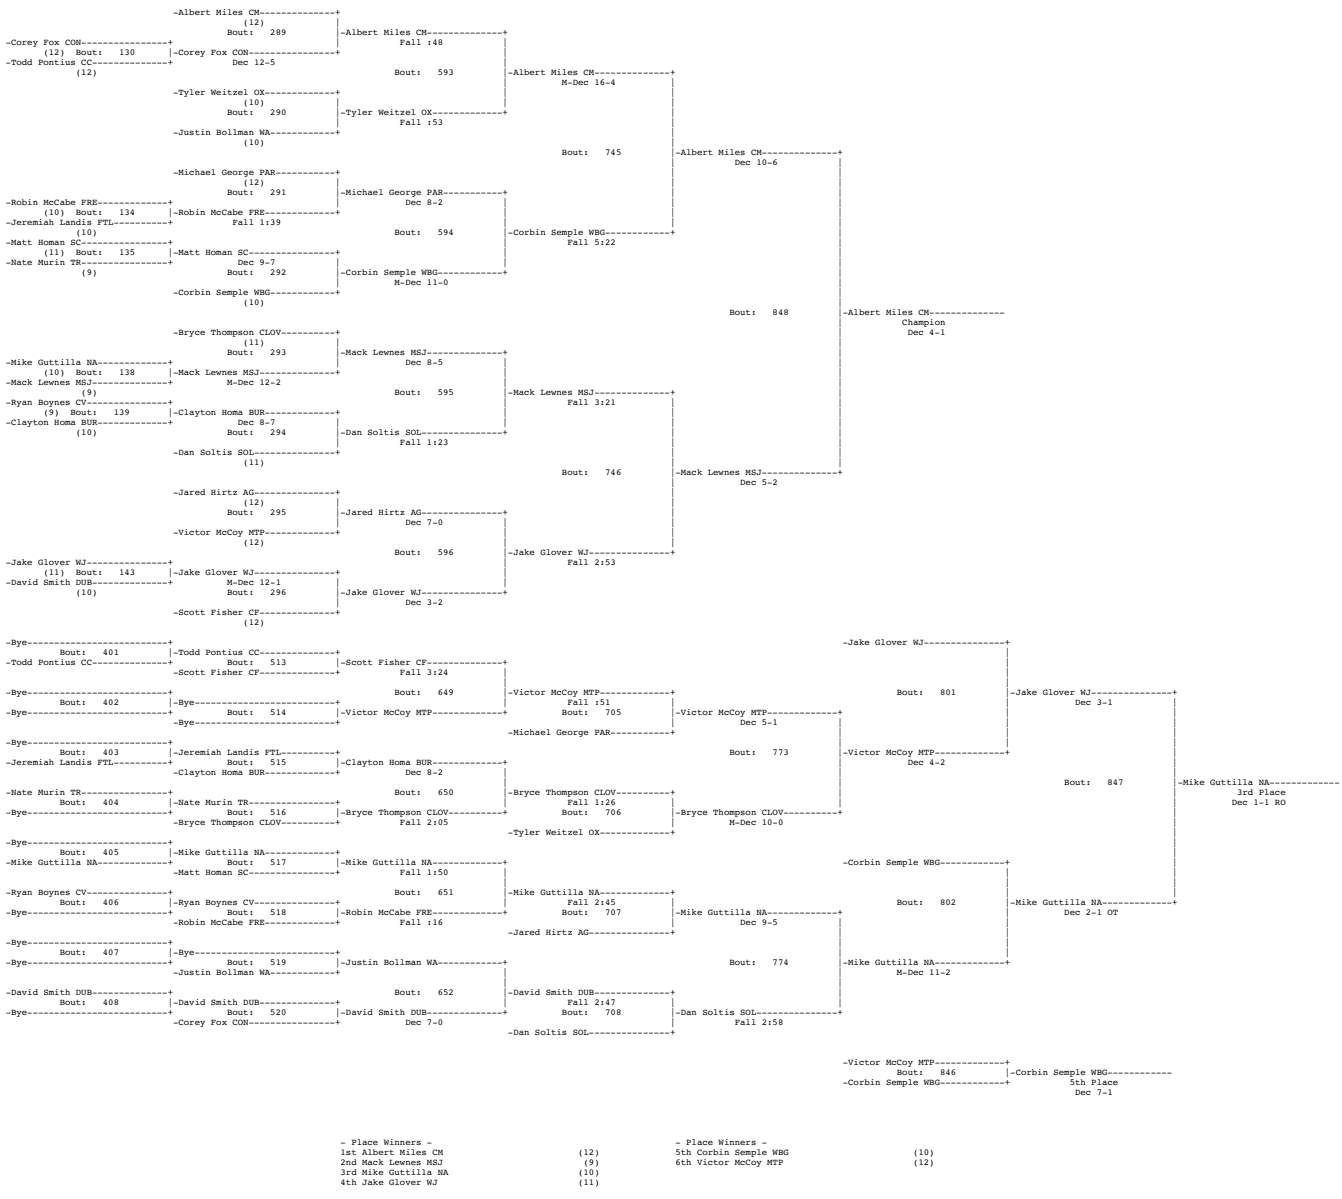 -Albert Miles CM--------------+
(12)
Bout: 289 |-Albert Miles CM--------------+
-Corey Fox CON----------------+ | Fall :48
(12) Bout: 130 |-Corey Fox CON----------------+
-Todd Pontius CC--------------+ Dec 12-5
(12) Bout: 593 |-Albert Miles CM--------------+
M-Dec 16-4
-Tyler Weitzel OX-------------+
(10)
Bout: 290 |-Tyler Weitzel OX-------------+
Fall :53
-Justin Bollman WA------------+
(10)
Bout: 745 |-Albert Miles CM--------------+
Dec 10-6
-Michael George PAR-----------+
(12)
Bout: 291 |-Michael George PAR-----------+
-Robin McCabe FRE-------------+ Dec 8-2
(10) Bout: 134 |-Robin McCabe FRE-------------+
-Jeremiah Landis FTL----------+ Fall 1:39
(10) Bout: 594 |-Corbin Semple WBG------------+
-Matt Homan SC----------------+ Fall 5:22
(11) Bout: 135 |-Matt Homan SC----------------+
-Nate Murin TR----------------+ Dec 9-7
(9) Bout: 292 |-Corbin Semple WBG------------+
M-Dec 11-0
-Corbin Semple WBG------------+
(10)
Bout: 848 |-Albert Miles CM--------------
Champion
-Bryce Thompson CLOV----------+ Dec 4-1
(11)
Bout: 293 |-Mack Lewnes MSJ--------------+
-Mike Guttilla NA-------------+ Dec 8-5
(10) Bout: 138 |-Mack Lewnes MSJ--------------+
-Mack Lewnes MSJ--------------+ M-Dec 12-2
(9) Bout: 595 |-Mack Lewnes MSJ--------------+
-Ryan Boynes CV---------------+ Fall 3:21
(9) Bout: 139 |-Clayton Homa BUR-------------+
-Clayton Homa BUR-------------+ Dec 8-7
(10) Bout: 294 |-Dan Soltis SOL---------------+
Fall 1:23
-Dan Soltis SOL---------------+
(11)
Bout: 746 |-Mack Lewnes MSJ--------------+
Dec 5-2
-Jared Hirtz AG---------------+
(12)
Bout: 295 |-Jared Hirtz AG---------------+
Dec 7-0
-Victor McCoy MTP-------------+
(12)
Bout: 596 |-Jake Glover WJ---------------+
-Jake Glover WJ---------------+ Fall 2:53
(11) Bout: 143 |-Jake Glover WJ---------------+
-David Smith DUB--------------+ M-Dec 12-1
(10) Bout: 296 |-Jake Glover WJ---------------+
Dec 3-2
-Scott Fisher CF--------------+
(12)
-Bye--------------------------+ -Jake Glover WJ---------------+
Bout: 401 |-Todd Pontius CC--------------+
-Todd Pontius CC--------------+ Bout: 513 |-Scott Fisher CF--------------+
-Scott Fisher CF--------------+ Fall 3:24
-Bye--------------------------+ Bout: 649 |-Victor McCoy MTP-------------+ Bout: 801 |-Jake Glover WJ---------------+
Bout: 402 |-Bye--------------------------+ Fall :51 Dec 3-1
-Bye--------------------------+ Bout: 514 |-Victor McCoy MTP-------------+ Bout: 705 |-Victor McCoy MTP-------------+
-Bye--------------------------+ Dec 5-1
-Michael George PAR-----------+
-Bye--------------------------+
Bout: 403 |-Jeremiah Landis FTL----------+ Bout: 773 |-Victor McCoy MTP-------------+
-Jeremiah Landis FTL----------+ Bout: 515 |-Clayton Homa BUR-------------+ Dec 4-2
-Clayton Homa BUR-------------+ Dec 8-2
Bout: 847 |-Mike Guttilla NA-------------
-Nate Murin TR----------------+ Bout: 650 |-Bryce Thompson CLOV----------+ 3rd Place
Bout: 404 |-Nate Murin TR----------------+ Fall 1:26 Dec 1-1 RO
-Bye--------------------------+ Bout: 516 |-Bryce Thompson CLOV----------+ Bout: 706 |-Bryce Thompson CLOV----------+
-Bryce Thompson CLOV----------+ Fall 2:05 M-Dec 10-0
-Tyler Weitzel OX-------------+
-Bye--------------------------+
Bout: 405 |-Mike Guttilla NA-------------+
-Mike Guttilla NA-------------+ Bout: 517 |-Mike Guttilla NA-------------+ -Corbin Semple WBG------------+
-Matt Homan SC----------------+ Fall 1:50
-Ryan Boynes CV---------------+ Bout: 651 |-Mike Guttilla NA-------------+
Bout: 406 |-Ryan Boynes CV---------------+ Fall 2:45 Bout: 802 |-Mike Guttilla NA-------------+
-Bye--------------------------+ Bout: 518 |-Robin McCabe FRE-------------+ Bout: 707 |-Mike Guttilla NA-------------+ Dec 2-1 OT
-Robin McCabe FRE-------------+ Fall :16 Dec 9-5
-Jared Hirtz AG---------------+
-Bye--------------------------+
Bout: 407 |-Bye--------------------------+
-Bye--------------------------+ Bout: 519 |-Justin Bollman WA------------+ Bout: 774 |-Mike Guttilla NA-------------+
-Justin Bollman WA------------+ M-Dec 11-2
-David Smith DUB--------------+ Bout: 652 |-David Smith DUB--------------+
Bout: 408 |-David Smith DUB--------------+ Fall 2:47
-Bye--------------------------+ Bout: 520 |-David Smith DUB--------------+ Bout: 708 |-Dan Soltis SOL---------------+
-Corey Fox CON----------------+ Dec 7-0 Fall 2:58
-Dan Soltis SOL---------------+
-Victor McCoy MTP-------------+
Bout: 846 |-Corbin Semple WBG------------
-Corbin Semple WBG------------+ 5th Place
Dec 7-1
- Place Winners - - Place Winners -
1st Albert Miles CM (12) 5th Corbin Semple WBG (10)
2nd Mack Lewnes MSJ (9) 6th Victor McCoy MTP (12)
3rd Mike Guttilla NA (10)
4th Jake Glover WJ (11)